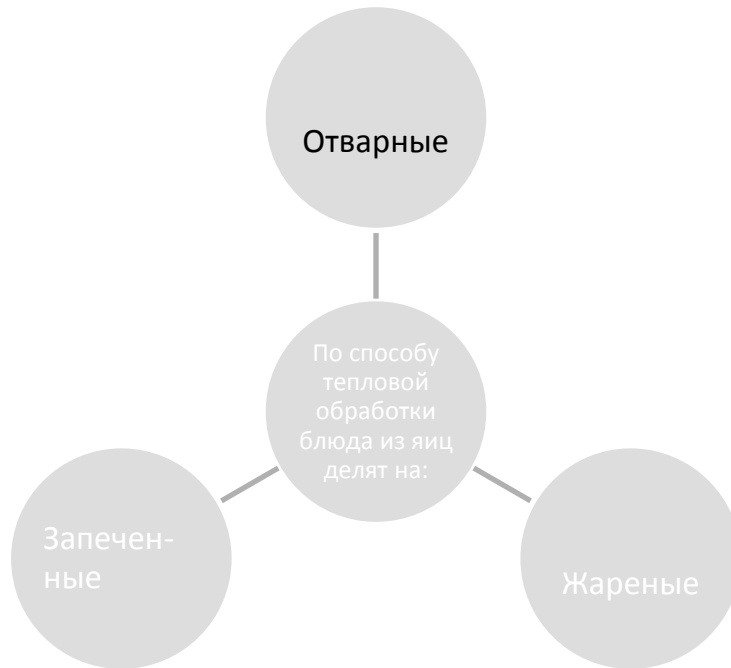 Отварные
По способу
тепловой
обработки
блюда из яиц
делят на:
Запечен-
ные
Жареные